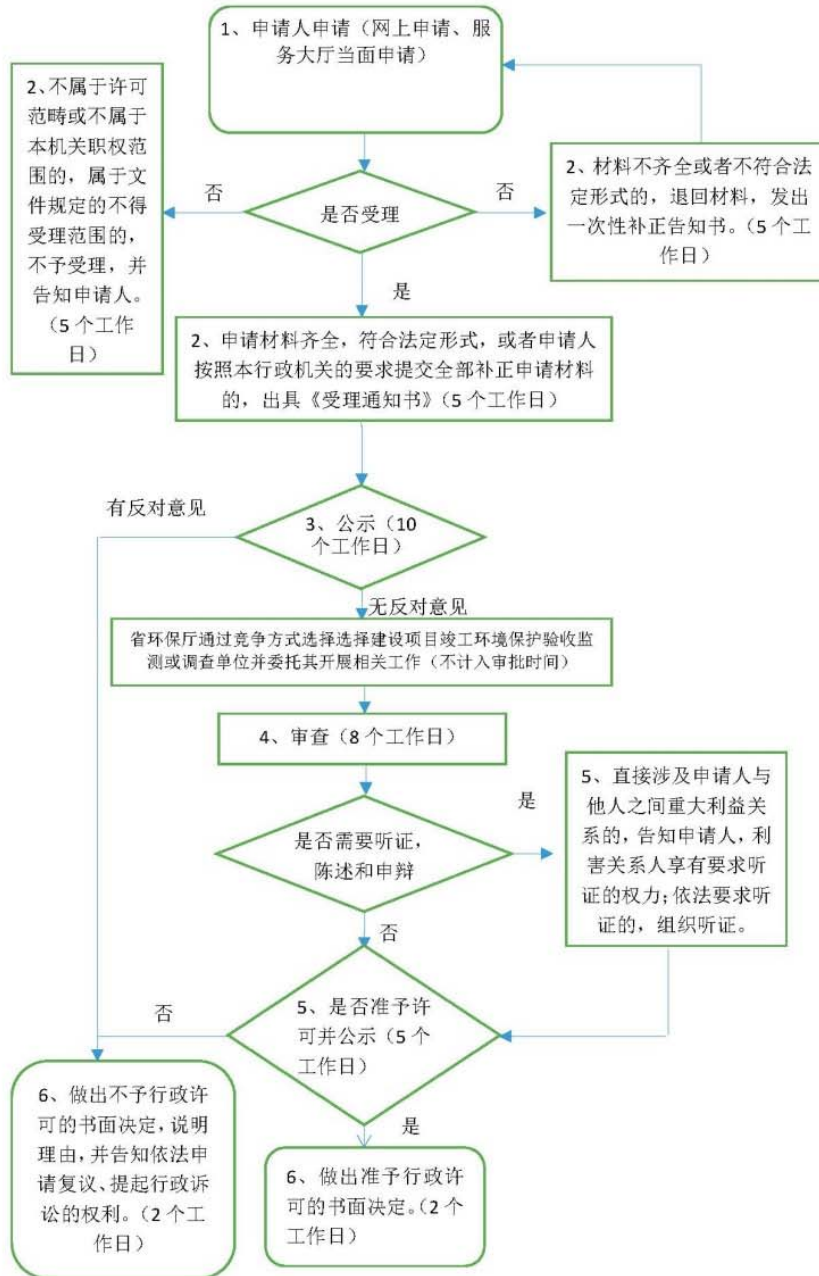 1、申请人申请（网上申请、服
务大厅当面申请）
2、不属于许可
范畴或不属于
本机关职权范
围的，属于文
件规定的不得
受理范围的，
不予受理，并
告知申请人。
（5 个工作
日）
否
是否受理
否
2、材料不齐全或者不符合法
定形式的，退回材料，发出
一次性补正告知书。（5 个工
作日）
是
2、申请材料齐全，符合法定形式，或者申请人
按照本行政机关的要求提交全部补正申请材料
的，出具《受理通知书》（5 个工作日）
有反对意见
3、公示（10
个工作日）
无反对意见
省环保厅通过竞争方式选择选择建设项目竣工环境保护验收监
测或调查单位并委托其开展相关工作（不计入审批时间）
4、审查（8 个工作日）
是否需要听证，
陈述和申辩
是
5、直接涉及申请人与
他人之间重大利益关
系的，告知申请人，利
害关系人享有要求听
证的权力；依法要求听
证的，组织听证。
否
否
5、是否准予许
可并公示（5 个
工作日）
是
6、做出不予行政许
可的书面决定，说明
理由，并告知依法申
请复议、提起行政诉
讼的权利。（2 个工
作日）
6、做出准予行政许
可的书面决定。（2 个
工作日）